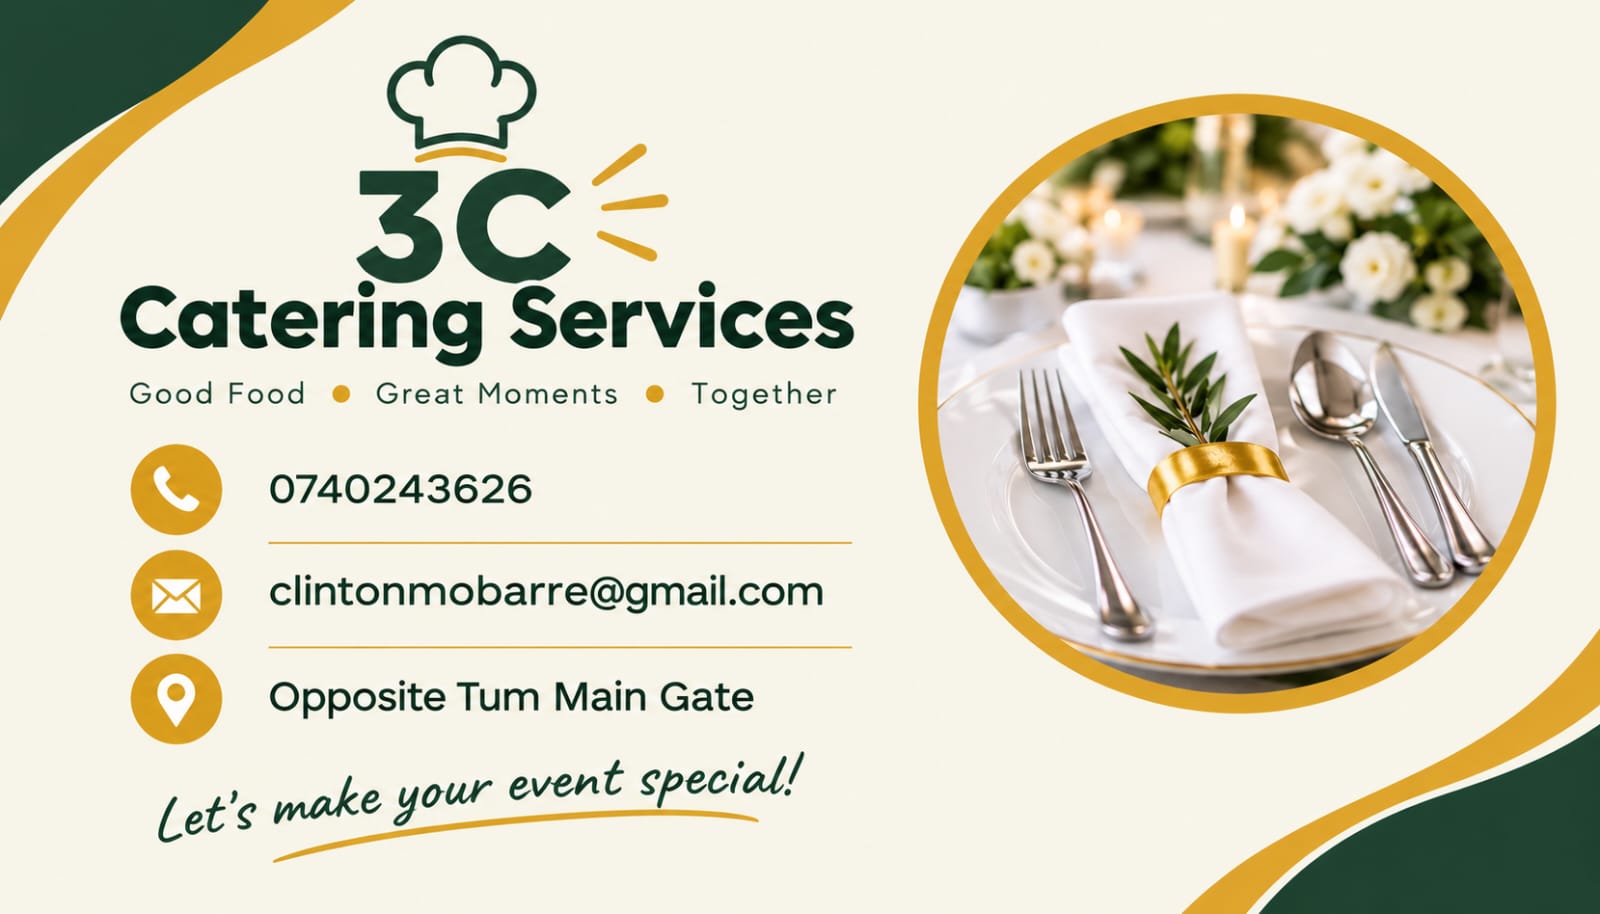 3C
Catering Services
Good Food • Great Moments • Together
0740243626
clintonmobarre@gmail.com
Opposite Tum Main Gate
Let's make your event special!